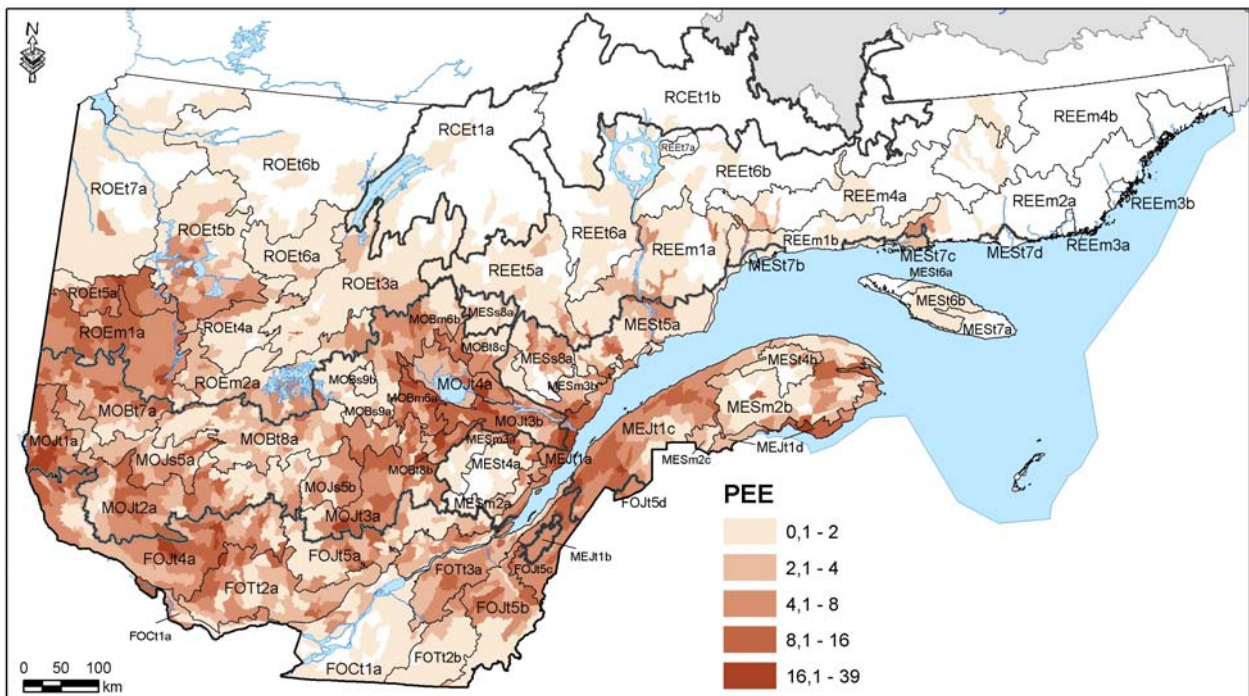 N
RCEt1b
RCEt1a
REEm4b
REEt7a
ROEt6b
REEt6b
ROEt7a
REEm4a
REEm2a
ROEt5b
REEm3b
REEt6a
REEm1a
REEm1b
REEm3a
ROEt6a
MESt7b
MESt7c
MESt7d
REEt5a
MESt6a
ROEt3a
ROEt5a
MESt6b
MOBm6b
MESs8a
MESt5a
ROEm1a
ROEt4a
MESt7a
MOBt8c
MESs8a
MESt4b
ROEm2a
MOBs9b
MOJt4a
MESm3b
MOBm6a
MESm2b
MOBt7a
MOBs9a
MOJt3b
MEJt1c
MOJt1a
MOBt8a
MESm3a
MEJt1d
MOJs5a
MOBt8b
MESt4a
MEJt1a
MESm2c
MOJs5b
MESm2a
FOJt5d
MOJt2a
MOJt3a
PEE
FOJt4a
FOJt5a
MEJt1b
0,1 - 2
FOTt3a
FOJt5c
2,1 - 4
FOTt2a
FOJt5b
4,1 - 8
FOCt1a
8,1 - 16
FOCt1a
FOTt2b
16,1 - 39
0 50 100
km